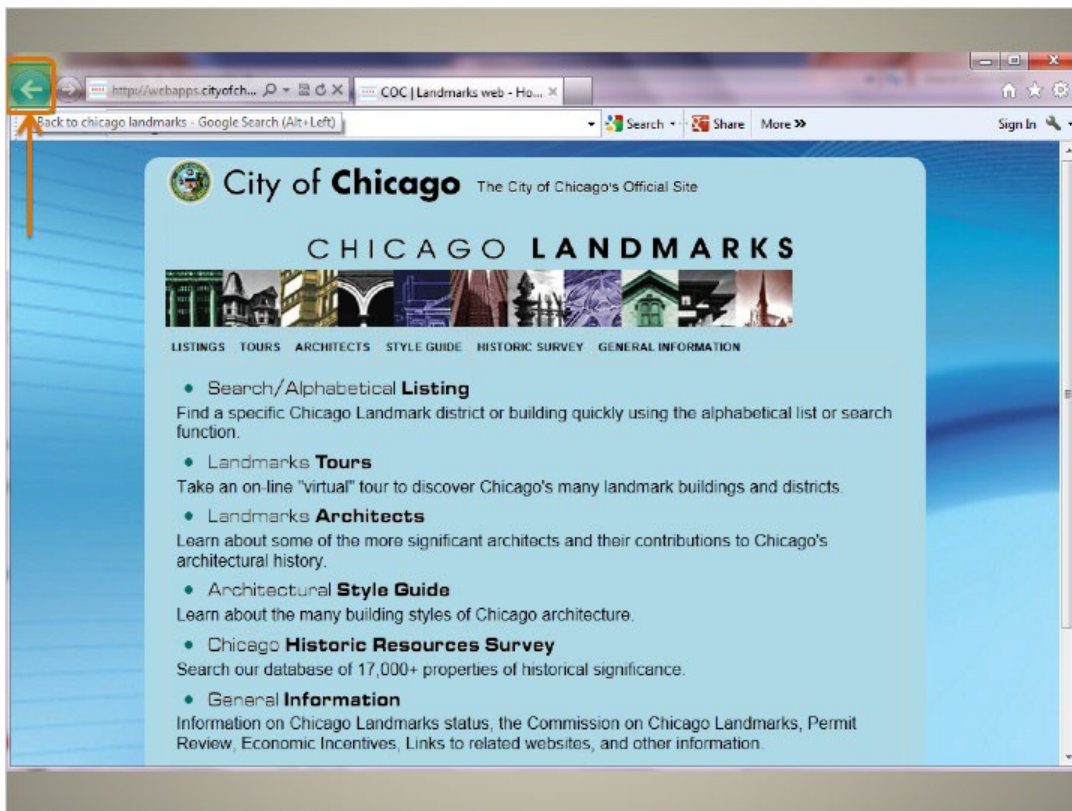 http://webapps.cityofch...
COC | Landmarks web - Ho...
Back to chicago landmarks - Google Search (Alt+Left)
Search
Share
More »
Sign In
City of Chicago The City of Chicago's Official Site
CHICAGO LANDMARKS
LISTINGS TOURS ARCHITECTS STYLE GUIDE HISTORIC SURVEY GENERAL INFORMATION
• Search/Alphabetical Listing
Find a specific Chicago Landmark district or building quickly using the alphabetical list or search
function.
• Landmarks Tours
Take an on-line "virtual" tour to discover Chicago's many landmark buildings and districts.
• Landmarks Architects
Learn about some of the more significant architects and their contributions to Chicago's
architectural history.
• Architectural Style Guide
Learn about the many building styles of Chicago architecture.
• Chicago Historic Resources Survey
Search our database of 17,000+ properties of historical significance.
• General Information
Information on Chicago Landmarks status, the Commission on Chicago Landmarks, Permit
Review, Economic Incentives, Links to related websites, and other information.